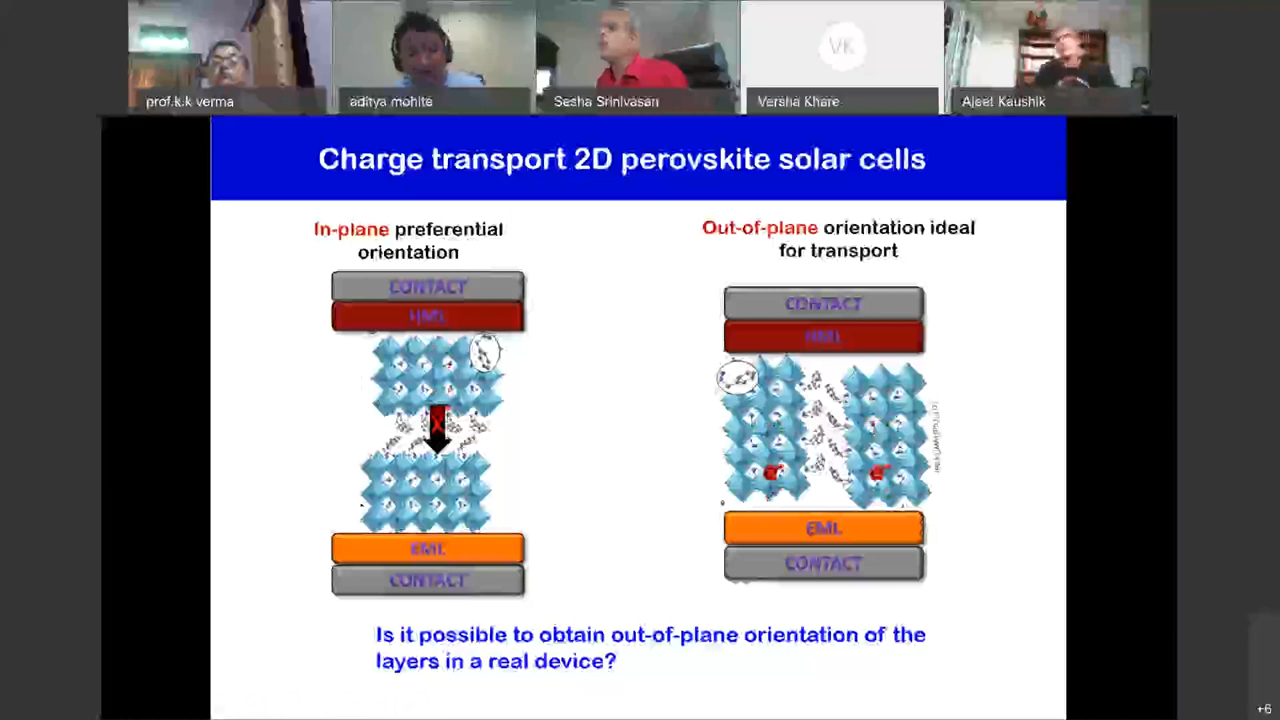 prof.k.k verma
aditya mohite
Sesha Srinivasan
VK
Versha Khare
Ajeet Kaushik
Charge transport 2D perovskite solar cells
In-plane preferential
orientation
CONTACT
HML
EML
CONTACT
Out-of-plane orientation ideal
for transport
CONTACT
HML
EML
CONTACT
Is it possible to obtain out-of-plane orientation of the
layers in a real device?
+6